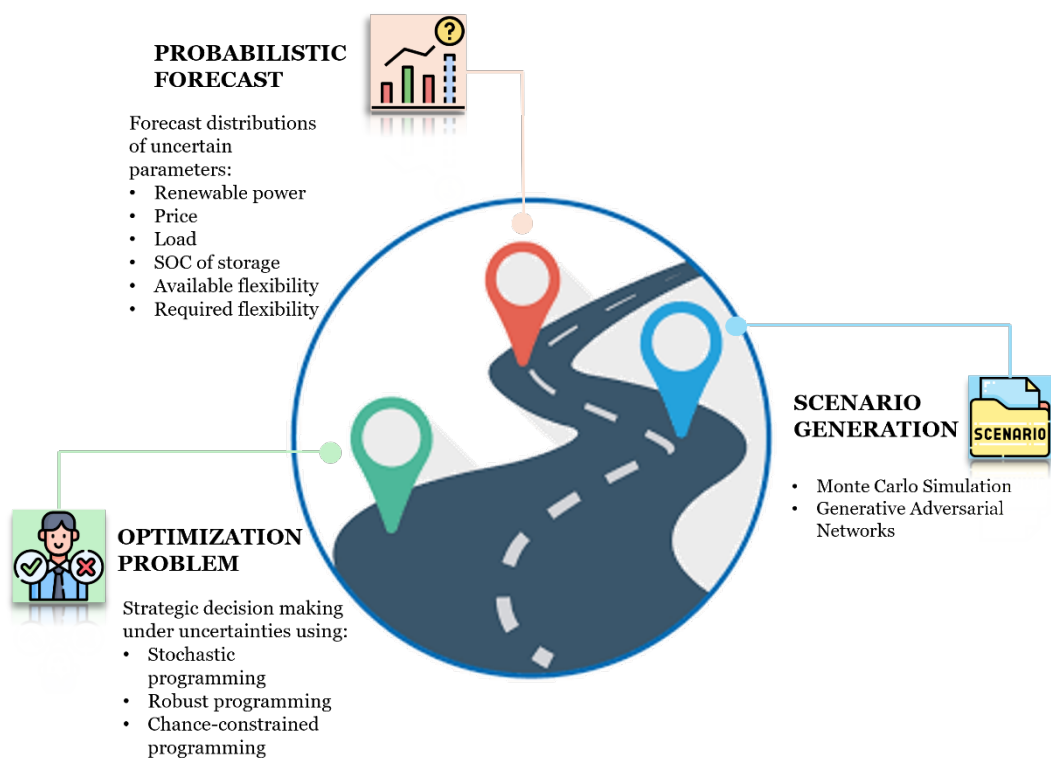 PROBABILISTIC
FORECAST
?
Forecast distributions
of uncertain
parameters:
• Renewable power
• Price
• Load
• SOC of storage
• Available flexibility
• Required flexibility
SCENARIO
GENERATION
SCENARIO
• Monte Carlo Simulation
• Generative Adversarial
Networks
OPTIMIZATION
PROBLEM
Strategic decision making
under uncertainties using:
• Stochastic
programming
• Robust programming
• Chance-constrained
programming